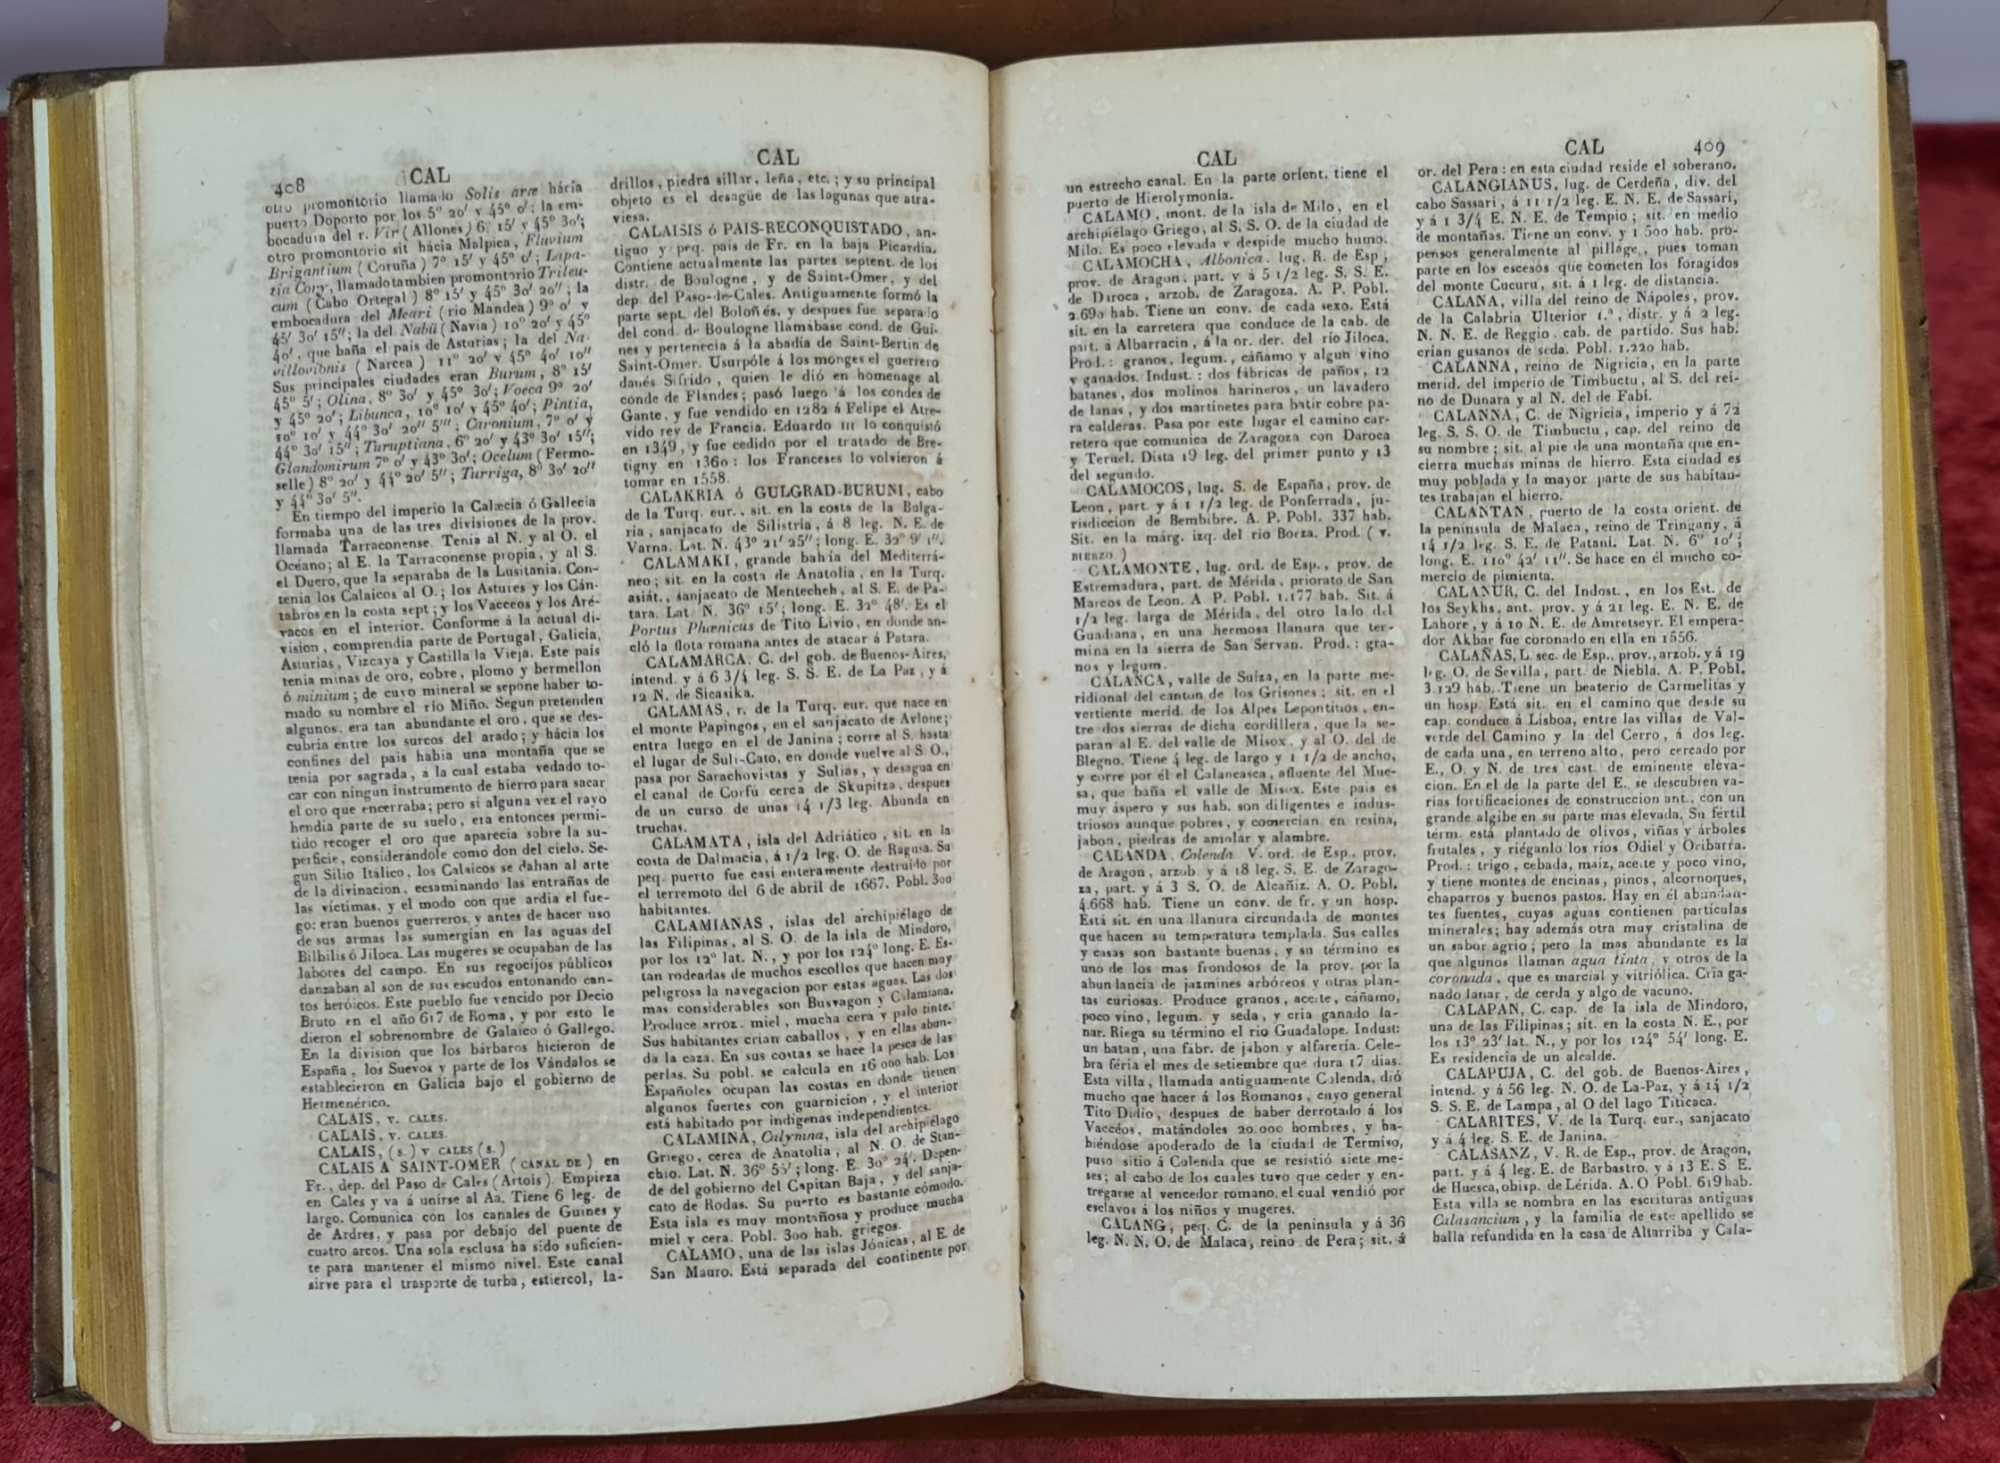 408 CAL
otro promontorio llamado Solis aræ hácia
puerto Doporto por los 5° 20' y 45° 0'; la em-
bocadura del r. Vir (Allones) 6° 15' y 45° 30';
otro promontorio sit hácia Malpica, Fluvium
Brigantium (Coruña) 7° 15' y 45° 0'; Lapa-
tia Cory, llamado tambien promontorio Trileu-
cum (Cabo Ortegal) 8° 15' y 45° 30' 20"; la
embocadura del Meari (rio Mandea) 9° 0' y
45° 30' 15"; la del Nabü (Navia) 10° 20' y 45°
40', que baña el pais de Asturias; la del Na-
villovibnis (Narcea) 11° 20' y 45° 40' 10"
Sus principales ciudades eran Burum, 8° 15'
45° 5'; Olina, 8° 30' y 45° 30'; Vocca 9° 20'
y 45° 20'; Libunca, 10° 10' y 45° 40'; Pintia,
10° 10' y 44° 30' 20" 5'''; Caronium, 7° 0' y
44° 30' 15"; Turuptiana, 6° 20' y 43° 30' 15";
Glandomirum 7° 0' y 43° 30'; Ocelum (Fermo-
selle) 8° 20' y 44° 20' 5"; Turriga, 8° 30' 20"
y 44° 30' 5".
En tiempo del imperio la Calæcia ó Gallecia
formaba una de las tres divisiones de la prov.
llamada Tarraconense. Tenia al N. y al O. el
Océano; al E. la Tarraconense propia, y al S.
el Duero, que la separaba de la Lusitania. Con-
tenia los Calaicos al O.; los Astures y los Cán-
tabros en la costa sept; y los Vacceos y los Aré-
vacos en el interior. Conforme á la actual di-
vision, comprendia parte de Portugal, Galicia,
Asturias, Vizcaya y Castilla la Vieja. Este pais
tenia minas de oro, cobre, plomo y bermellon
ó minium; de cuyo mineral se sepone haber to-
mado su nombre el río Miño. Segun pretenden
algunos, era tan abundante el oro, que se des-
cubria entre los surcos del arado; y hácia los
confines del pais habia una montaña que se
tenia por sagrada, a la cual estaba vedado to-
car con ningun instrumento de hierro para sacar
el oro que encerraba; pero si alguna vez el rayo
hendia parte de su suelo, era entonces permi-
tido recoger el oro que aparecia sobre la su-
perficie, considerándole como don del cielo. Se-
gun Silio Itálico, los Calaicos se daban al arte
de la divinacion, ecsaminando las entrañas de
las víctimas, y el modo con que ardia el fue-
go: eran buenos guerreros, y antes de hacer uso
de sus armas las sumergian en las aguas del
Bilbilis ó Jiloca. Las mugeres se ocupaban de las
labores del campo. En sus regocijos públicos
danzaban al son de sus escudos entonando can-
tos heróicos. Este pueblo fue vencido por Decio
Bruto en el año 617 de Roma, y por esto le
dieron el sobrenombre de Galaico ó Gallego.
En la division que los bárbaros hicieron de
España, los Suevos y parte de los Vándalos se
establecieron en Galicia bajo el gobierno de
Hermenérico.
CALAIS, v. CALES.
CALAIS, v. CALES.
CALAIS, (s.) v CALES (s.)
CALAIS A SAINT-OMER (CANAL DE) en
Fr., dep. del Paso de Cales (Artois). Empieza
en Cales y va á unirse al Aa. Tiene 6 leg. de
largo. Comunica con los canales de Guines y
de Ardres, y pasa por debajo del puente de
cuatro arcos. Una sola esclusa ha sido suficien-
te para mantener el mismo nivel. Este canal
sirve para el trasporte de turba, estiercol, la-
CAL
drillos, piedra sillar, leña, etc.; y su principal
objeto es el desagüe de las lagunas que atra-
viesa.
CALAISIS ó PAIS-RECONQUISTADO, an-
tiguo y peq. pais de Fr. en la baja Picardia.
Contiene actualmente las partes septent. de los
distr. de Boulogne, y de Saint-Omer, y del
dep. del Paso-de-Cales. Antiguamente formó la
parte sept. del Boloñés, y despues fue separado
del cond. de Boulogne llamábase cond. de Gui-
nes y pertenecia á la abadía de Saint-Bertin de
Saint-Omer. Usurpóle á los monges el guerrero
danés Sifrido, quien le dió en homenage al
conde de Flandes; pasó luego á los condes de
Gante, y fue vendido en 1282 á Felipe el Atre-
vido rey de Francia. Eduardo III lo conquistó
en 1349, y fue cedido por el tratado de Bre-
tigny en 1360: los Franceses lo volvieron á
tomar en 1558.
CALAKRIA ó GULGRAD-BURUNI, cabo
de la Turq. eur., sit. en la costa de la Bulga-
ria, sanjacato de Silistria, á 8 leg. N. E. de
Varna. Lat. N. 43° 21' 25"; long. E. 32° 9' 1".
CALAMAKI, grande bahía del Mediterrá-
neo; sit. en la costa de Anatolia, en la Turq.
asiát., sanjacato de Mentecheh, al S. E. de Pa-
tara. Lat. N. 36° 15'; long. E. 32° 48'. Es el
Portus Phœnicus de Tito Livio, en donde an-
cló la flota romana antes de atacar á Patara.
CALAMARCA, C. del gob. de Buenos-Aires,
intend. y á 6 3/4 leg. S. S. E. de La Paz, y á
12 N. de Sicasika.
CALAMAS, r. de la Turq. eur. que nace en
el monte Papingos, en el sanjacato de Avlone;
entra luego en el de Janina; corre al S. hasta
el lugar de Suli-Cato, en donde vuelve al S O.,
pasa por Sarachovistas y Sulias, y desagua en
el canal de Corfú cerca de Skupitza, despues
de un curso de unas 14 1/3 leg. Abunda en
truchas.
CALAMATA, isla del Adriático, sit. en la
costa de Dalmacia, á 1/2 leg. O. de Ragusa. Su
peq. puerto fue casi enteramente destruido por
el terremoto del 6 de abril de 1667. Pobl. 300
habitantes.
CALAMIANAS, islas del archipiélago de
las Filipinas, al S. O. de la isla de Mindoro,
por los 12° lat. N., y por los 124° long. E. Es-
tan rodeadas de muchos escollos que hacen muy
peligrosa la navegacion por estas aguas. Las dos
mas considerables son Busvagon y Calamiana.
Produce arroz, miel, mucha cera y palo tinte.
Sus habitantes crian caballos, y en ellas abun-
da la caza. En sus costas se hace la pesca de las
perlas. Su pobl. se calcula en 16 000 hab. Los
Españoles ocupan las costas en donde tienen
algunos fuertes con guarnicion, y el interior
está habitado por indigenas independientes.
CALAMINA, Calymna, isla del archipiélago
Griego, cerca de Anatolia, al N. O. de Stan-
chio. Lat. N. 36° 55'; long. E. 30° 24'. Depen-
de del gobierno del Capitan Baja, y del sanja-
cato de Rodas. Su puerto es bastante cómodo.
Esta isla es muy montañosa y produce mucha
miel y cera. Pobl. 300 hab. griegos.
CALAMO, una de las islas Jónicas, al E. de
San Mauro. Está separada del continente por
CAL
un estrecho canal. En la parte orient. tiene el
puerto de Hierolymonia.
CALAMO, mont. de la isla de Milo, en el
archipiélago Griego, al S. S. O. de la ciudad de
Milo. Es poco elevada y despide mucho humo.
CALAMOCHA, Albonica, lug. R. de Esp;
prov. de Aragon, part. y á 5 1/2 leg. S. S. E.
de Daroca, arzob. de Zaragoza. A. P. Pobl.
2.690 hab. Tiene un conv. de cada sexo. Está
sit. en la carretera que conduce de la cab. de
part. á Albarracin, á la or. der. del río Jiloca.
Prod.: granos, legum., cáñamo y algun vino
y ganados. Indust.: dos fábricas de paños, 12
batanes, dos molinos harineros, un lavadero
de lanas, y dos martinetes para batir cobre pa-
ra calderas. Pasa por este lugar el camino car-
retero que comunica de Zaragoza con Daroca
y Teruel. Dista 19 leg. del primer punto y 13
del segundo.
CALAMOCOS, lug. S. de España, prov. de
Leon, part. y á 1 1/2 leg. de Ponferrada, ju-
risdiccion de Bembibre. A. P. Pobl. 337 hab.
Sit. en la márg. izq. del rio Borza. Prod. (v.
BIERZO.)
CALAMONTE, lug. ord. de Esp., prov. de
Estremadura, part. de Mérida, priorato de San
Marcos de Leon. A P. Pobl. 1.177 hab. Sit. á
1/2 leg. larga de Mérida, del otro lado del
Guadiana, en una hermosa llanura que ter-
mina en la sierra de San Servan. Prod.: gra-
nos y legum.
CALANCA, valle de Suiza, en la parte me-
ridional del canton de los Grisones; sit. en el
vertiente merid. de los Alpes Lepontinos, en-
tre dos sierras de dicha cordillera, que la se-
paran al E. del valle de Misox, y al O. del de
Blegno. Tiene 4 leg. de largo y 1 1/2 de ancho,
y corre por él el Calancasca, afluente del Mue-
sa, que baña el valle de Misox. Este pais es
muy áspero y sus hab. son diligentes e indus-
triosos aunque pobres, y comercian en resina,
jabon, piedras de amolar y alambre.
CALANDA, Colenda V. ord. de Esp., prov.
de Aragon, arzob. y á 18 leg. S. E. de Zarago-
za, part. y á 3 S. O. de Alcañiz. A. O. Pobl.
4.668 hab. Tiene un conv. de fr. y un hosp.
Está sit. en una llanura circundada de montes
que hacen su temperatura templada. Sus calles
y casas son bastante buenas, y su término es
uno de los mas frondosos de la prov. por la
abundancia de jazmines arbóreos y otras plan-
tas curiosas. Produce granos, aceite, cáñamo,
poco vino, legum. y seda, y cria ganado la-
nar. Riega su término el rio Guadalope. Indust:
un batan, una fabr. de jabon y alfarería. Cele-
bra féria el mes de setiembre que dura 17 dias.
Esta villa, llamada antiguamente Colenda, dió
mucho que hacer á los Romanos, cuyo general
Tito Didio, despues de haber derrotado á los
Vaccéos, matándoles 20.000 hombres, y ha-
biéndose apoderado de la ciudad de Termiso,
puso sitio á Colenda que se resistió siete me-
ses; al cabo de los cuales tuvo que ceder y en-
tregarse al vencedor romano, el cual vendió por
esclavos á los niños y mugeres.
CALANG, peq. C. de la peninsula y á 36
leg. N. N. O. de Malaca, reino de Pera; sit. á
CAL 409
or. del Pera: en esta ciudad reside el soberano.
CALANGIANUS, lug. de Cerdeña, div. del
cabo Sassari, á 11 1/2 leg. E. N. E. de Sassari,
y á 1 3/4 E. N. E. de Tempio; sit. en medio
de montañas. Tiene un conv. y 1 500 hab. pro-
pensos generalmente al pillage, pues toman
parte en los escesos que cometen los foragidos
del monte Cucuru, sit. á 1 leg. de distancia.
CALANA, villa del reino de Nápoles, prov.
de la Calabria Ulterior 1.ª, distr. y á 2 leg.
N. N. E. de Reggio, cab. de partido. Sus hab.
crian gusanos de seda. Pobl. 1.220 hab.
CALANNA, reino de Nigricia, en la parte
merid. del imperio de Timbuctu, al S. del rei-
no de Dunara y al N. del de Fabi.
CALANNA, C. de Nigricia, imperio y á 72
leg. S. S. O. de Timbuctu, cap. del reino de
su nombre; sit. al pie de una montaña que en-
cierra muchas minas de hierro. Esta ciudad es
muy poblada y la mayor parte de sus habitan-
tes trabajan el hierro.
CALANTAN, puerto de la costa orient. de
la peninsula de Malaca, reino de Tringany, á
14 1/2 leg. S. E. de Patani. Lat. N. 6° 10';
long. E. 110° 42' 11". Se hace en él mucho co-
mercio de pimienta.
CALANUR, C. del Indost., en los Est. de
los Seykhs, ant. prov. y á 21 leg. E. N. E. de
Lahore, y á 10 N. E. de Amretseyr. El empera-
dor Akbar fue coronado en ella en 1556.
CALAÑAS, L. sec. de Esp., prov., arzob. y á 19
leg. O. de Sevilla, part. de Niebla. A. P. Pobl.
3.129 hab. Tiene un beaterio de Carmelitas y
un hosp. Está sit. en el camino que desde su
cap. conduce á Lisboa, entre las villas de Val-
verde del Camino y la del Cerro, á dos leg.
de cada una, en terreno alto, pero cercado por
E., O. y N. de tres cast. de eminente eleva-
cion. En el de la parte del E. se descubren va-
rias fortificaciones de construccion ant., con un
grande algibe en su parte mas elevada. Su fértil
term. está plantado de olivos, viñas y árboles
frutales, y riéganlo los rios Odiel y Oribarra.
Prod.: trigo, cebada, maiz, aceite y poco vino,
y tiene montes de encinas, pinos, alcornoques,
chaparros y buenos pastos. Hay en él abundan-
tes fuentes, cuyas aguas contienen partículas
minerales; hay además otra muy cristalina de
un sabor agrio; pero la mas abundante es la
que algunos llaman agua tinta, y otros de la
coronada, que es marcial y vitriólica. Cria ga-
nado lanar, de cerda y algo de vacuno.
CALAPAN, C. cap. de la isla de Mindoro,
una de las Filipinas; sit. en la costa N. E., por
los 13° 23' lat. N., y por los 124° 54' long. E.
Es residencia de un alcalde.
CALAPUJA, C. del gob. de Buenos-Aires,
intend. y á 56 leg. N. O. de La-Paz, y á 14 1/2
S. S. E. de Lampa, al O del lago Titicaca.
CALARITES, V. de la Turq. eur., sanjacato
y á 4 leg. S. E. de Janina.
CALASANZ, V. R. de Esp., prov. de Aragon,
part. y á 4 leg. E. de Barbastro, y á 13 E. S E.
de Huesca, obisp. de Lérida. A. O Pobl. 619 hab.
Esta villa se nombra en las escrituras antiguas
Calasancium, y la familia de este apellido se
halla refundida en la casa de Altarriba y Cala-